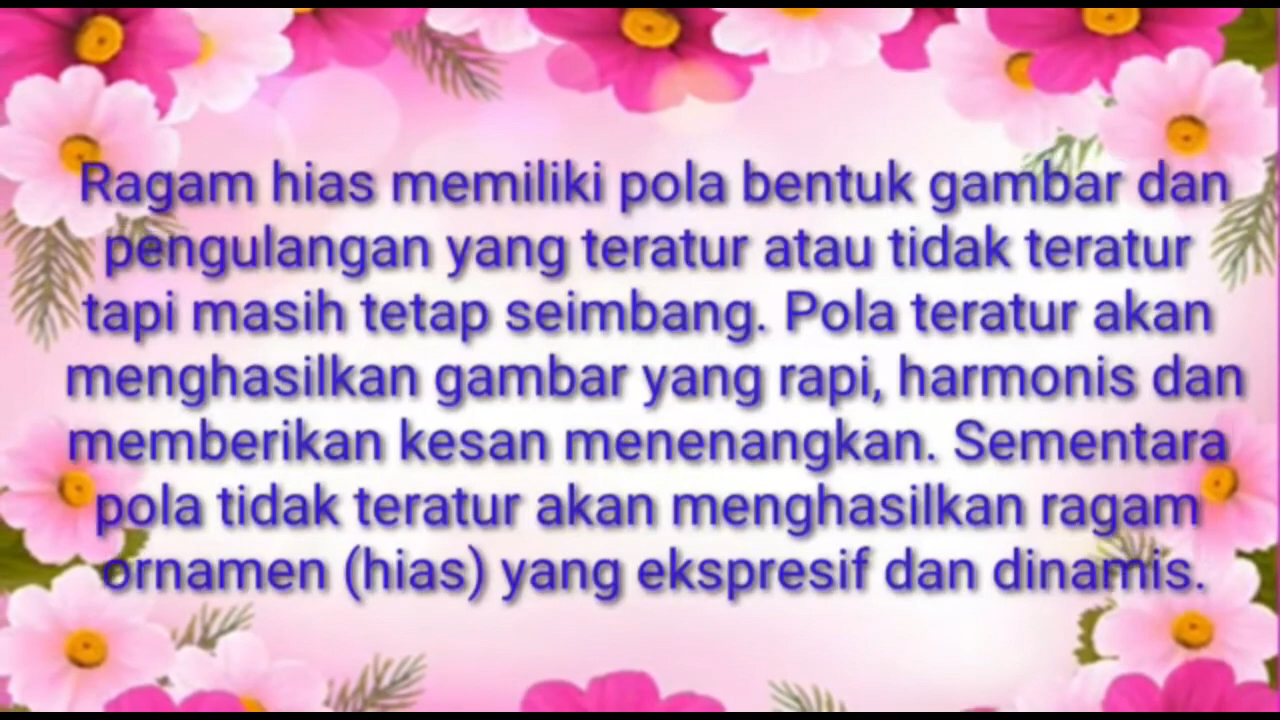 Ragam hias memiliki pola bentuk gambar dan
pengulangan yang teratur atau tidak teratur
tapi masih tetap seimbang. Pola teratur akan
menghasilkan gambar yang rapi, harmonis dan
memberikan kesan menenangkan. Sementara
pola tidak teratur akan menghasilkan ragam
ornamen (hias) yang ekspresif dan dinamis.